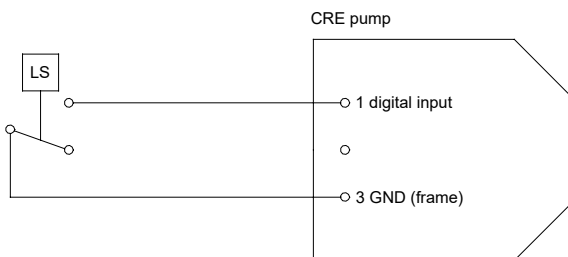 CRE pump
LS
1 digital input
3 GND (frame)